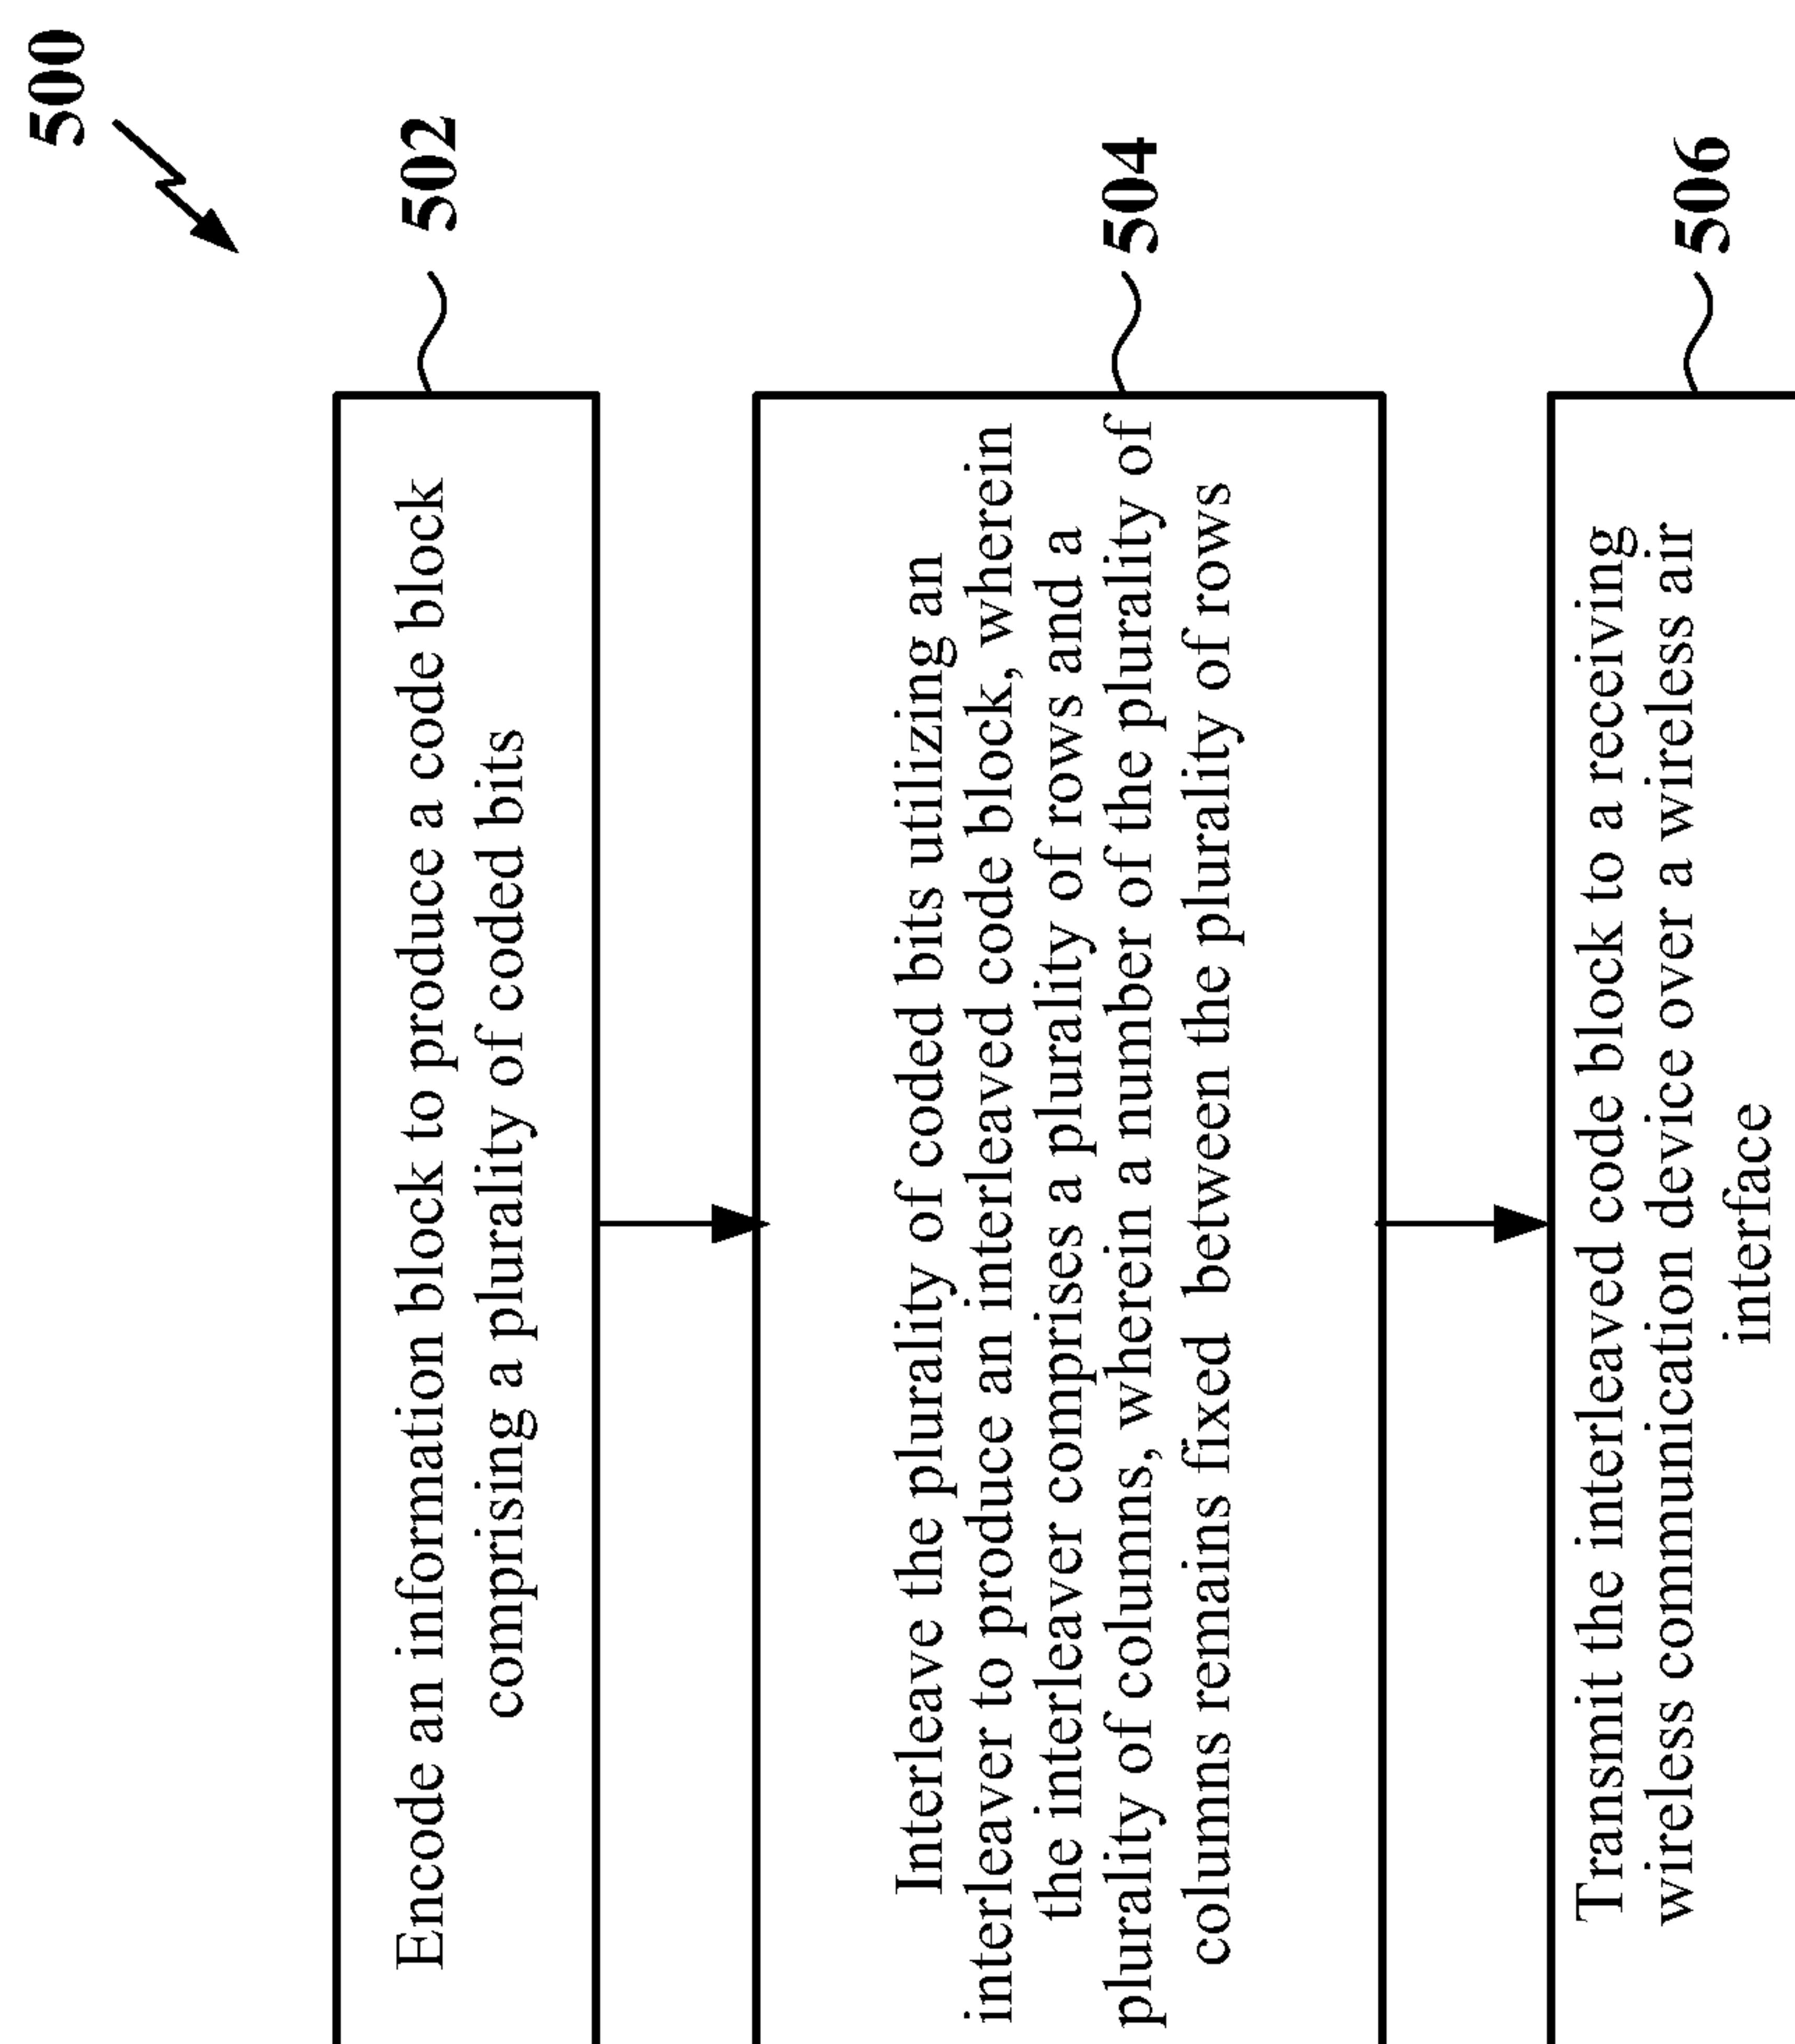 500
502
Encode an information block to produce a code block
comprising a plurality of coded bits
504
Interleave the plurality of coded bits utilizing an
interleaver to produce an interleaved code block, wherein
the interleaver comprises a plurality of rows and a
plurality of columns, wherein a number of the plurality of
columns remains fixed between the plurality of rows
506
Transmit the interleaved code block to a receiving
wireless communication device over a wireless air
interface